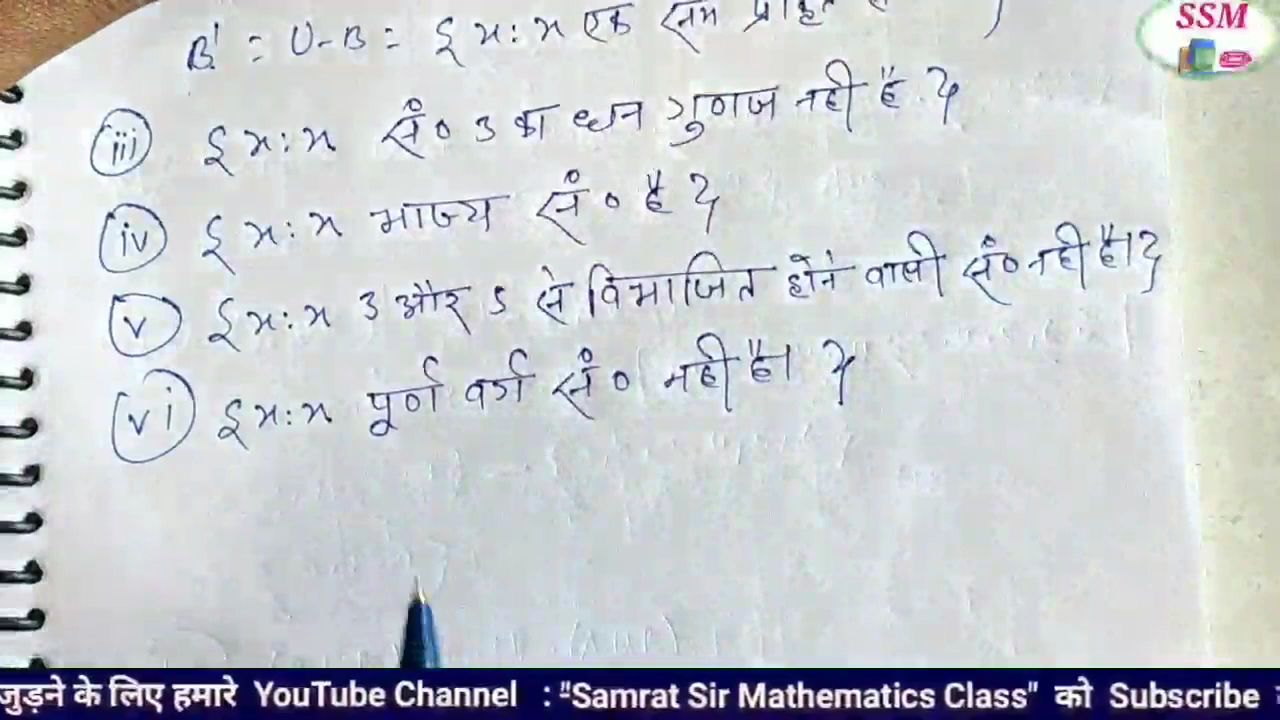 SSM
B' = U-B = { x : x एक सम
(iii) { x : x सं० 3 का धन गुणज नही है. }
(iv) { x : x भाज्य सं० है }
(v) { x : x 3 और 5 से विभाजित होने वाली सं० नही है। }
(vi) { x : x पूर्ण वर्ग सं० नही है। }
जुड़ने के लिए हमारे YouTube Channel : "Samrat Sir Mathematics Class" को Subscribe